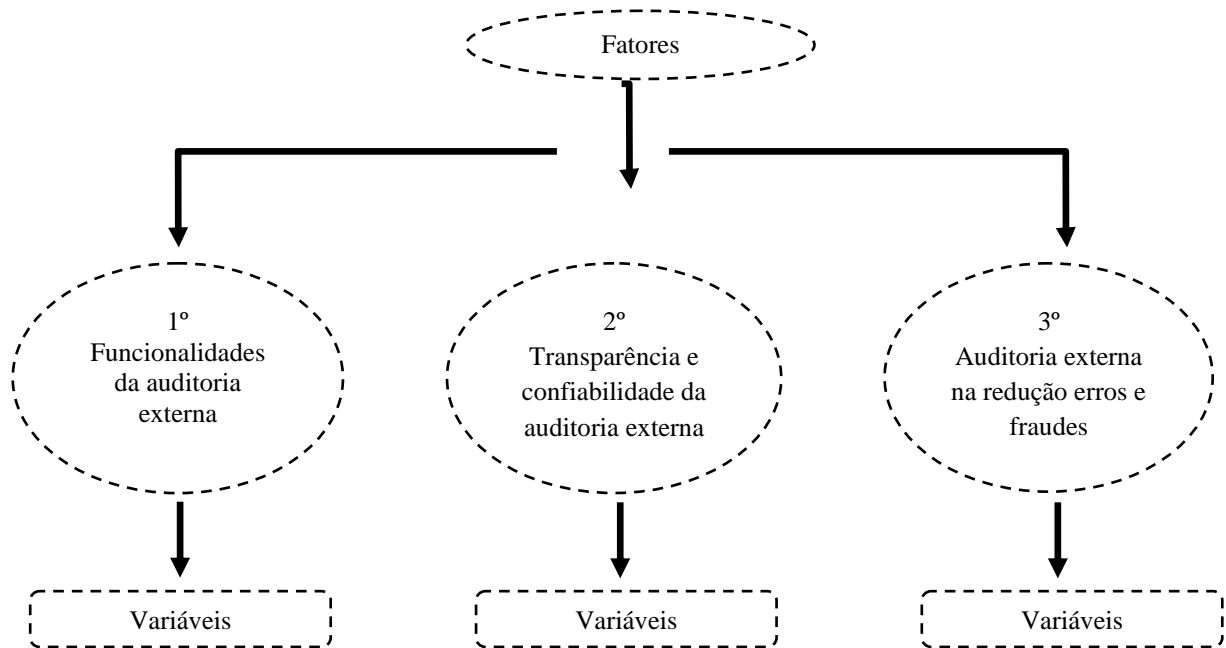 Fatores
1º
Funcionalidades
da auditoria
externa
2º
Transparência e
confiabilidade da
auditoria externa
3º
Auditoria externa
na redução erros e
fraudes
Variáveis
Variáveis
Variáveis